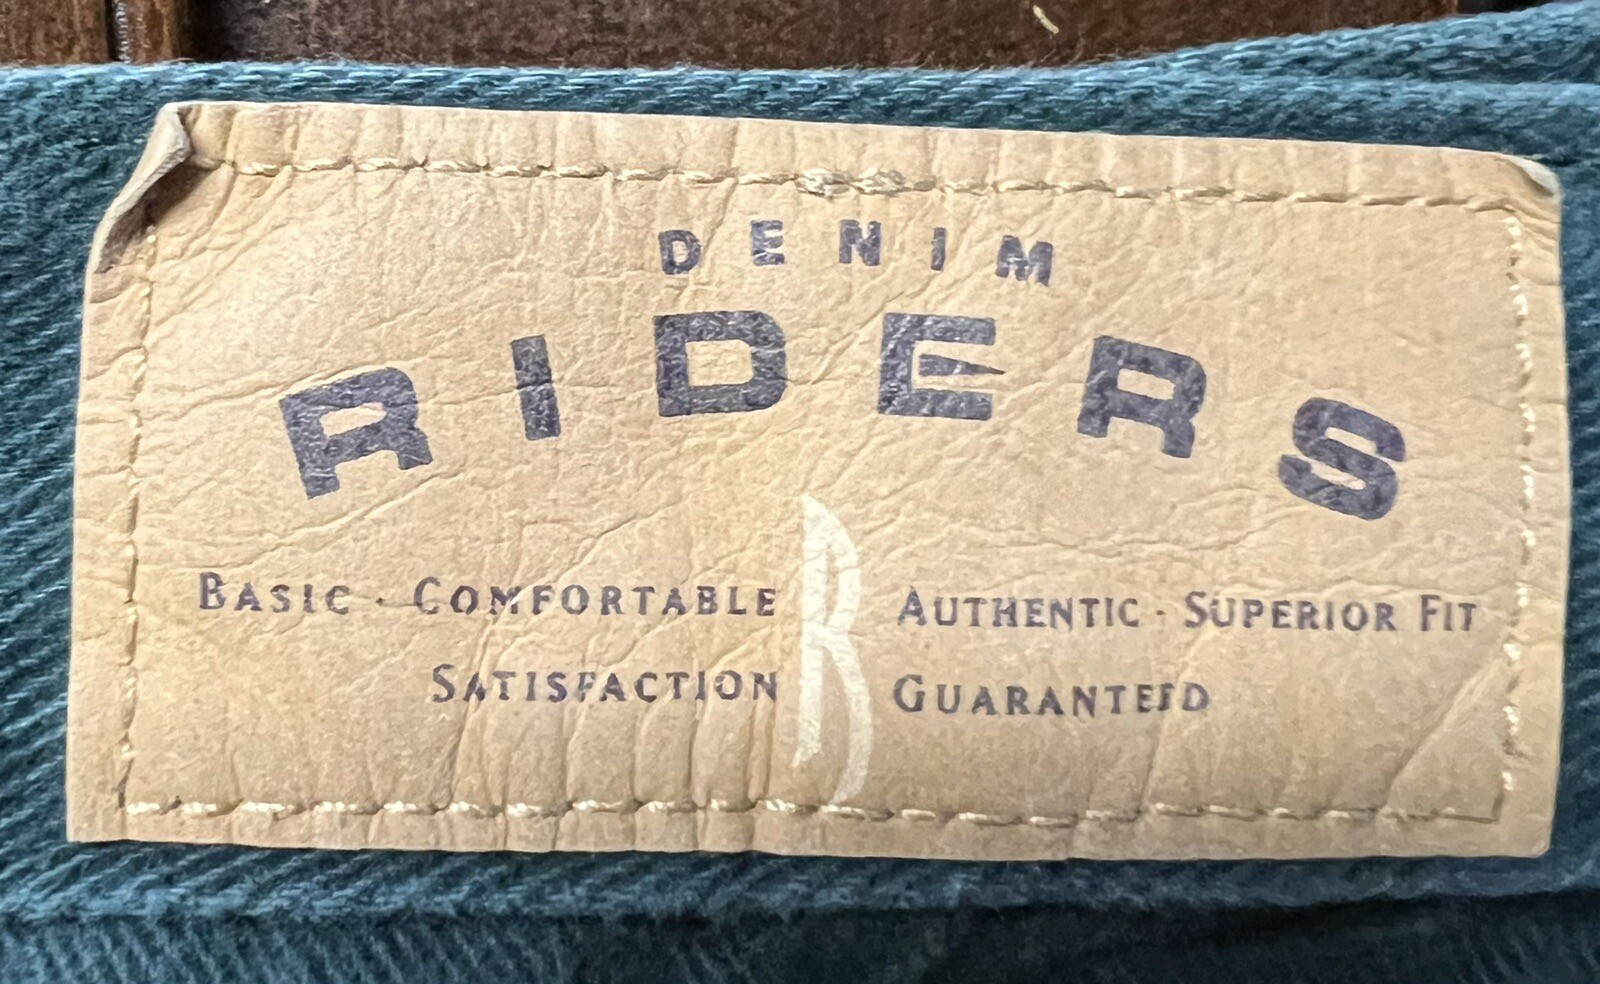 DENIM
RIDERS
BASIC · COMFORTABLE B AUTHENTIC · SUPERIOR FIT
SATISFACTION GUARANTEED